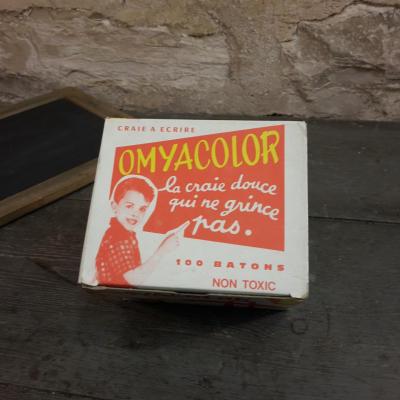 CRAIE A ECRIRE
OMYACOLOR
la craie douce
qui ne grince
pas.
100 BATONS
NON TOXIC